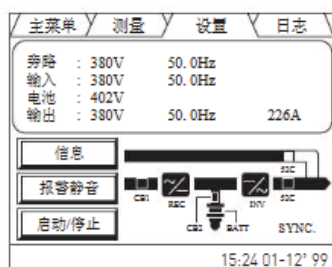 主菜单 测量 设置 日志
旁路 : 380V 50.0Hz
输入 : 380V 50.0Hz
电池 : 402V
输出 : 380V 50.0Hz 226A
信息
报警静音
启动/停止
SSC
CB1 REC INV SSC
CB2 BATT SYNC.
15:24 01-12' 99